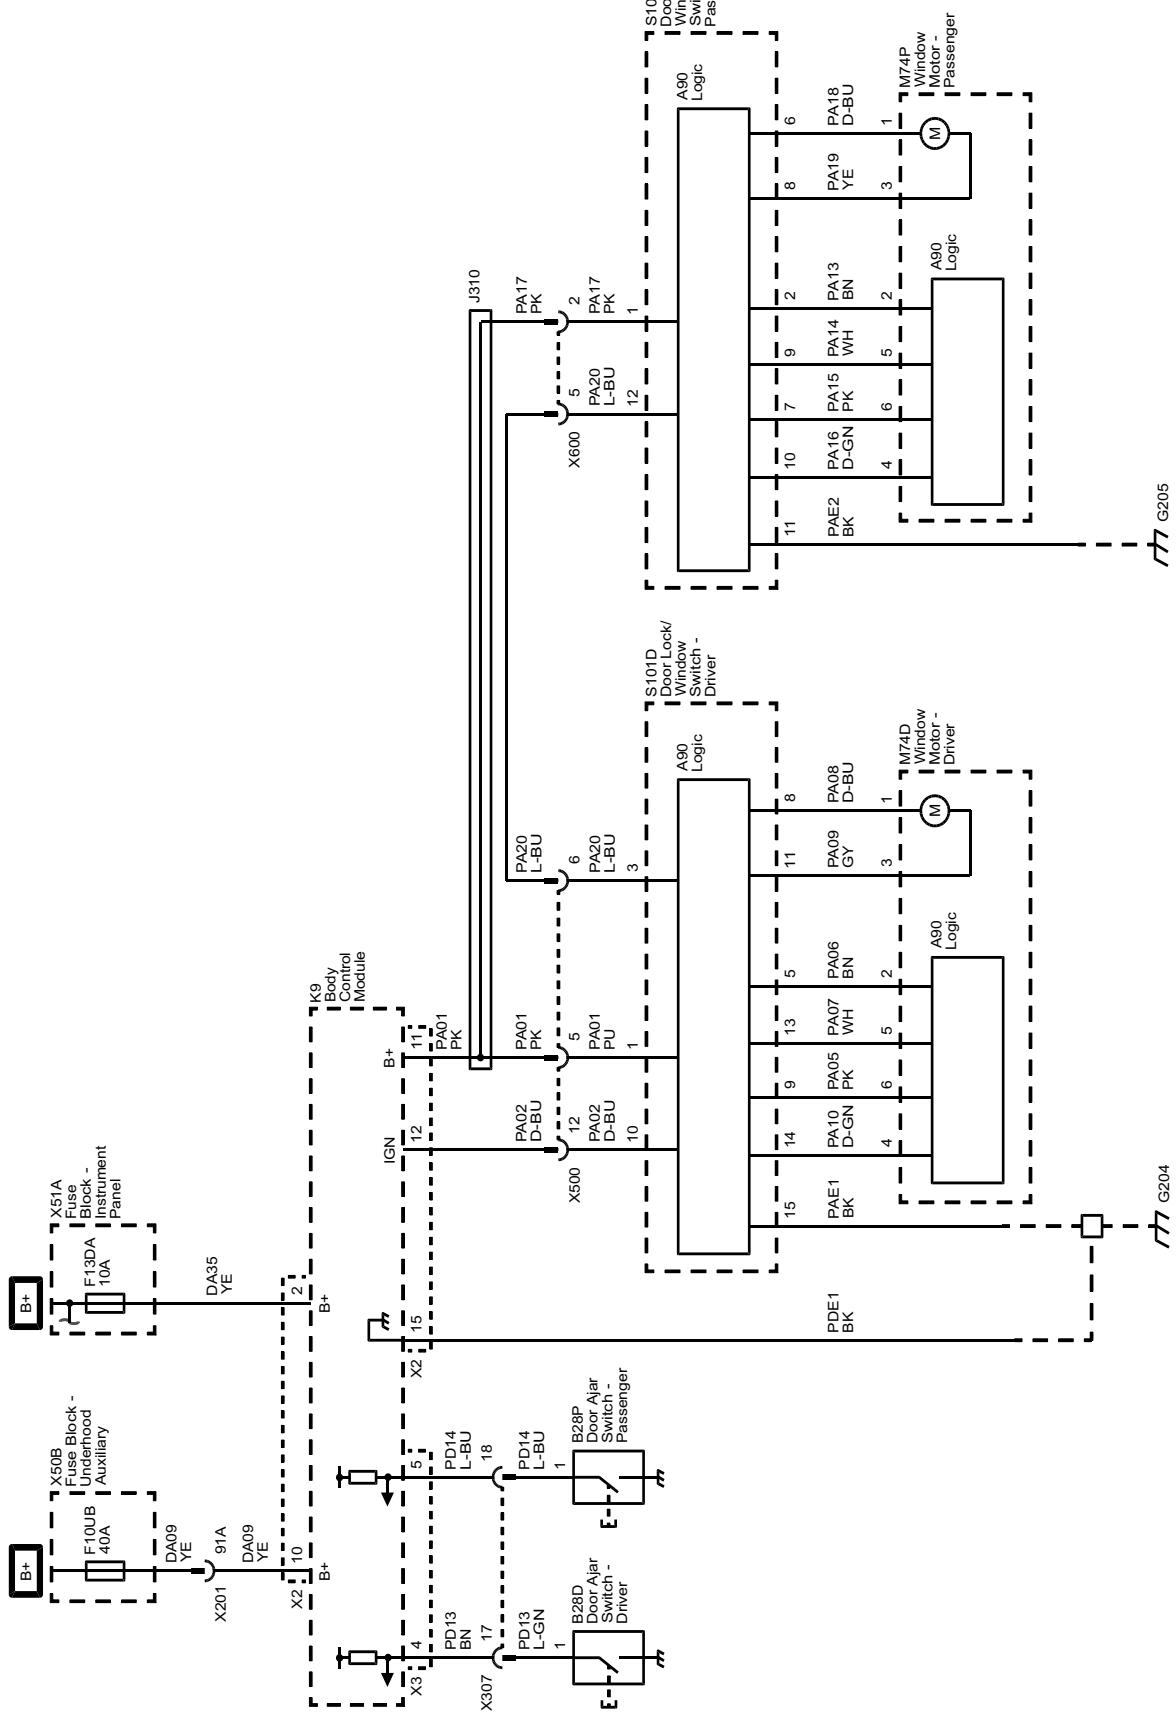 B+
X50B
Fuse Block -
Underhood
Auxiliary
F10UB
40A
DA09
YE
X201
91A
DA09
YE
X2
10
B+
B+
X51A
Fuse
Block -
Instrument
Panel
F13DA
10A
DA35
YE
2
B+
K9
Body
Control
Module
X3
4
PD13
BN
X307
17
PD13
L-GN
1
B28D
Door Ajar
Switch -
Driver
5
PD14
L-BU
18
PD14
L-BU
1
B28P
Door Ajar
Switch -
Passenger
X2
15
PDE1
BK
IGN
12
PA02
D-BU
X500
12
PA02
D-BU
10
B+
11
PA01
PK
PA01
PK
5
PA01
PU
1
J310
PA20
L-BU
6
PA20
L-BU
3
S101D
Door Lock/
Window
Switch -
Driver
A90
Logic
15
PAE1
BK
G204
14
PA10
D-GN
4
9
PA05
PK
6
13
PA07
WH
5
5
PA06
BN
2
11
PA09
GY
3
8
PA08
D-BU
1
M74D
Window
Motor -
Driver
A90
Logic
M
X600
5
PA20
L-BU
12
PA17
PK
2
PA17
PK
1
A90
Logic
11
PAE2
BK
G205
10
PA16
D-GN
4
7
PA15
PK
6
9
PA14
WH
5
2
PA13
BN
2
8
PA19
YE
3
6
PA18
D-BU
1
M74P
Window
Motor -
Passenger
A90
Logic
M